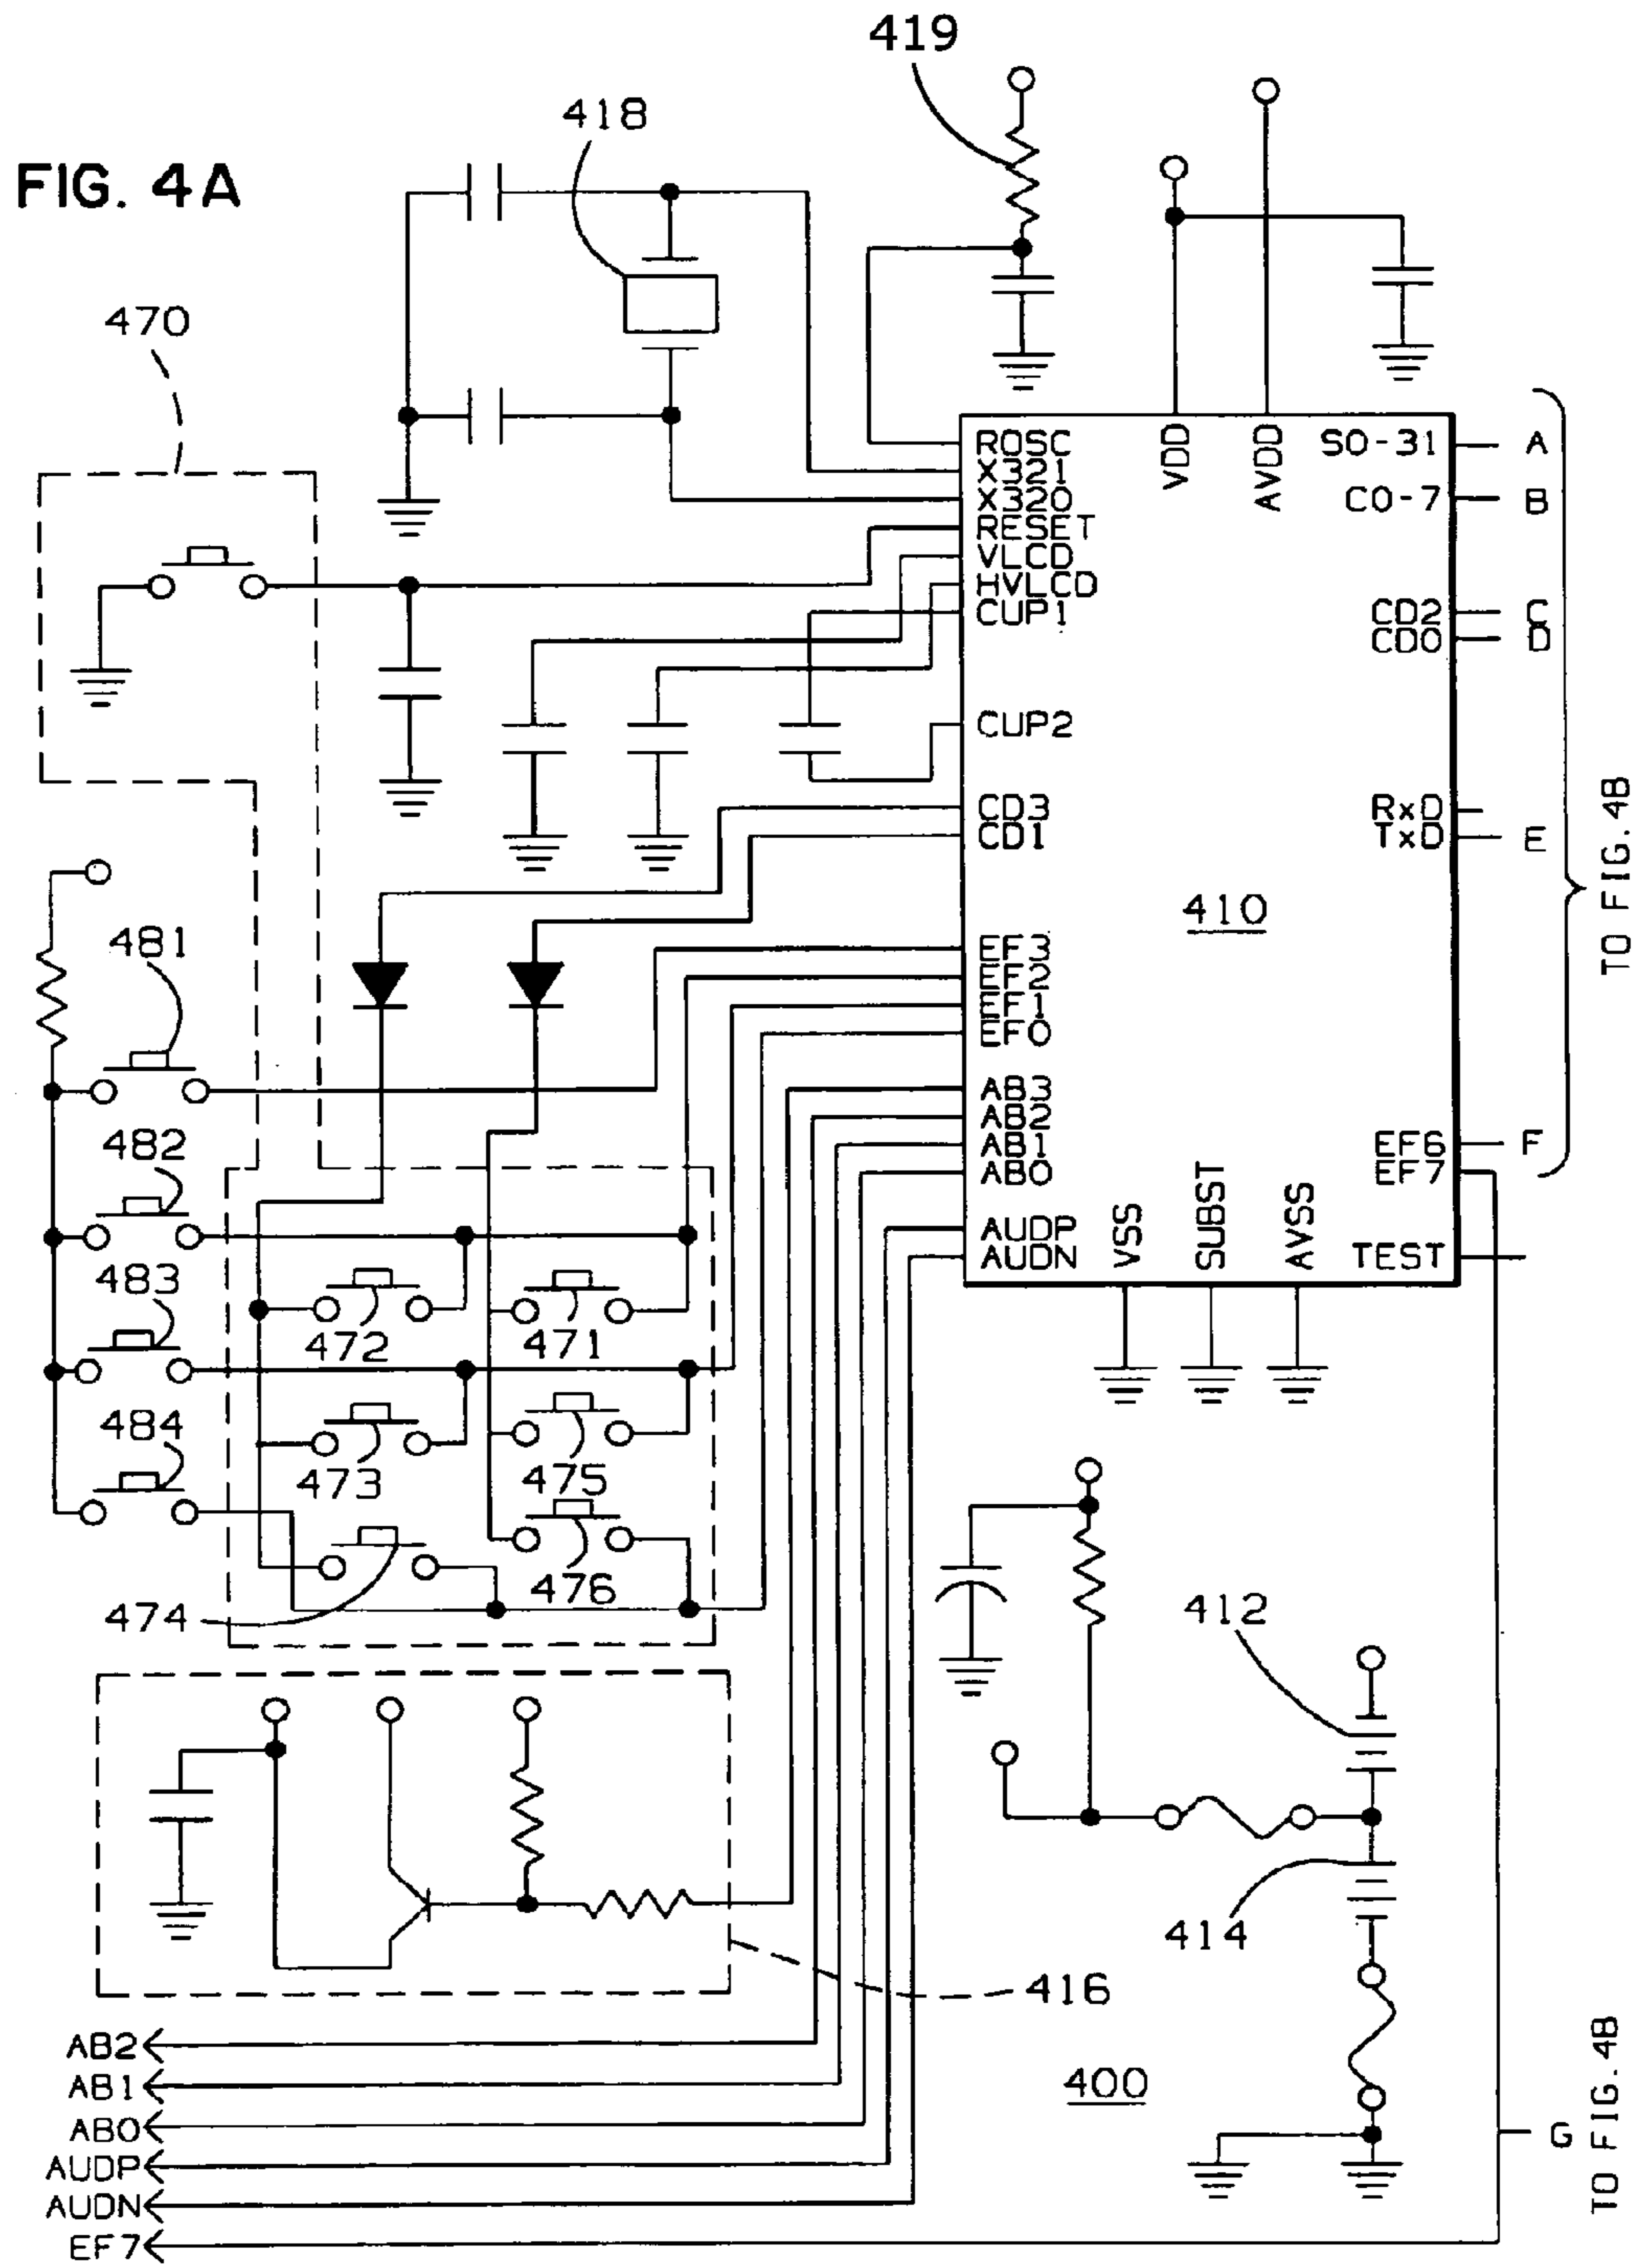 FIG. 4A
419
418
470
ROSC
X321
X320
RESET
VLCD
HVLCD
CUP1
CUP2
CD3
CD1
EF3
EF2
EF1
EF0
AB3
AB2
AB1
AB0
AUDP
AUDN
VDD
AVDD
SO-31
CO-7
CD2
CD0
RxD
TxD
EF6
EF7
TEST
VSS
SUBST
AVSS
410
A
B
C
D
E
F
TO FIG. 4B
481
482
483
484
472
471
473
475
474
476
412
414
416
400
AB2
AB1
AB0
AUDP
AUDN
EF7
G
TO FIG. 4B